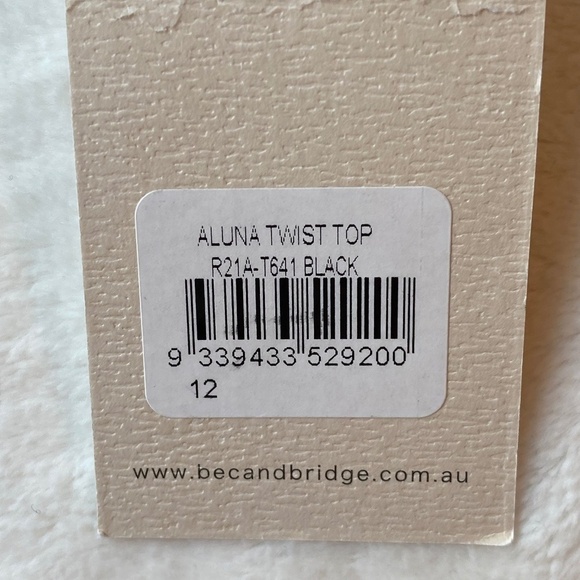 ALUNA TWIST TOP
R21A-T641 BLACK
9 339433 529200
12
www.becandbridge.com.au